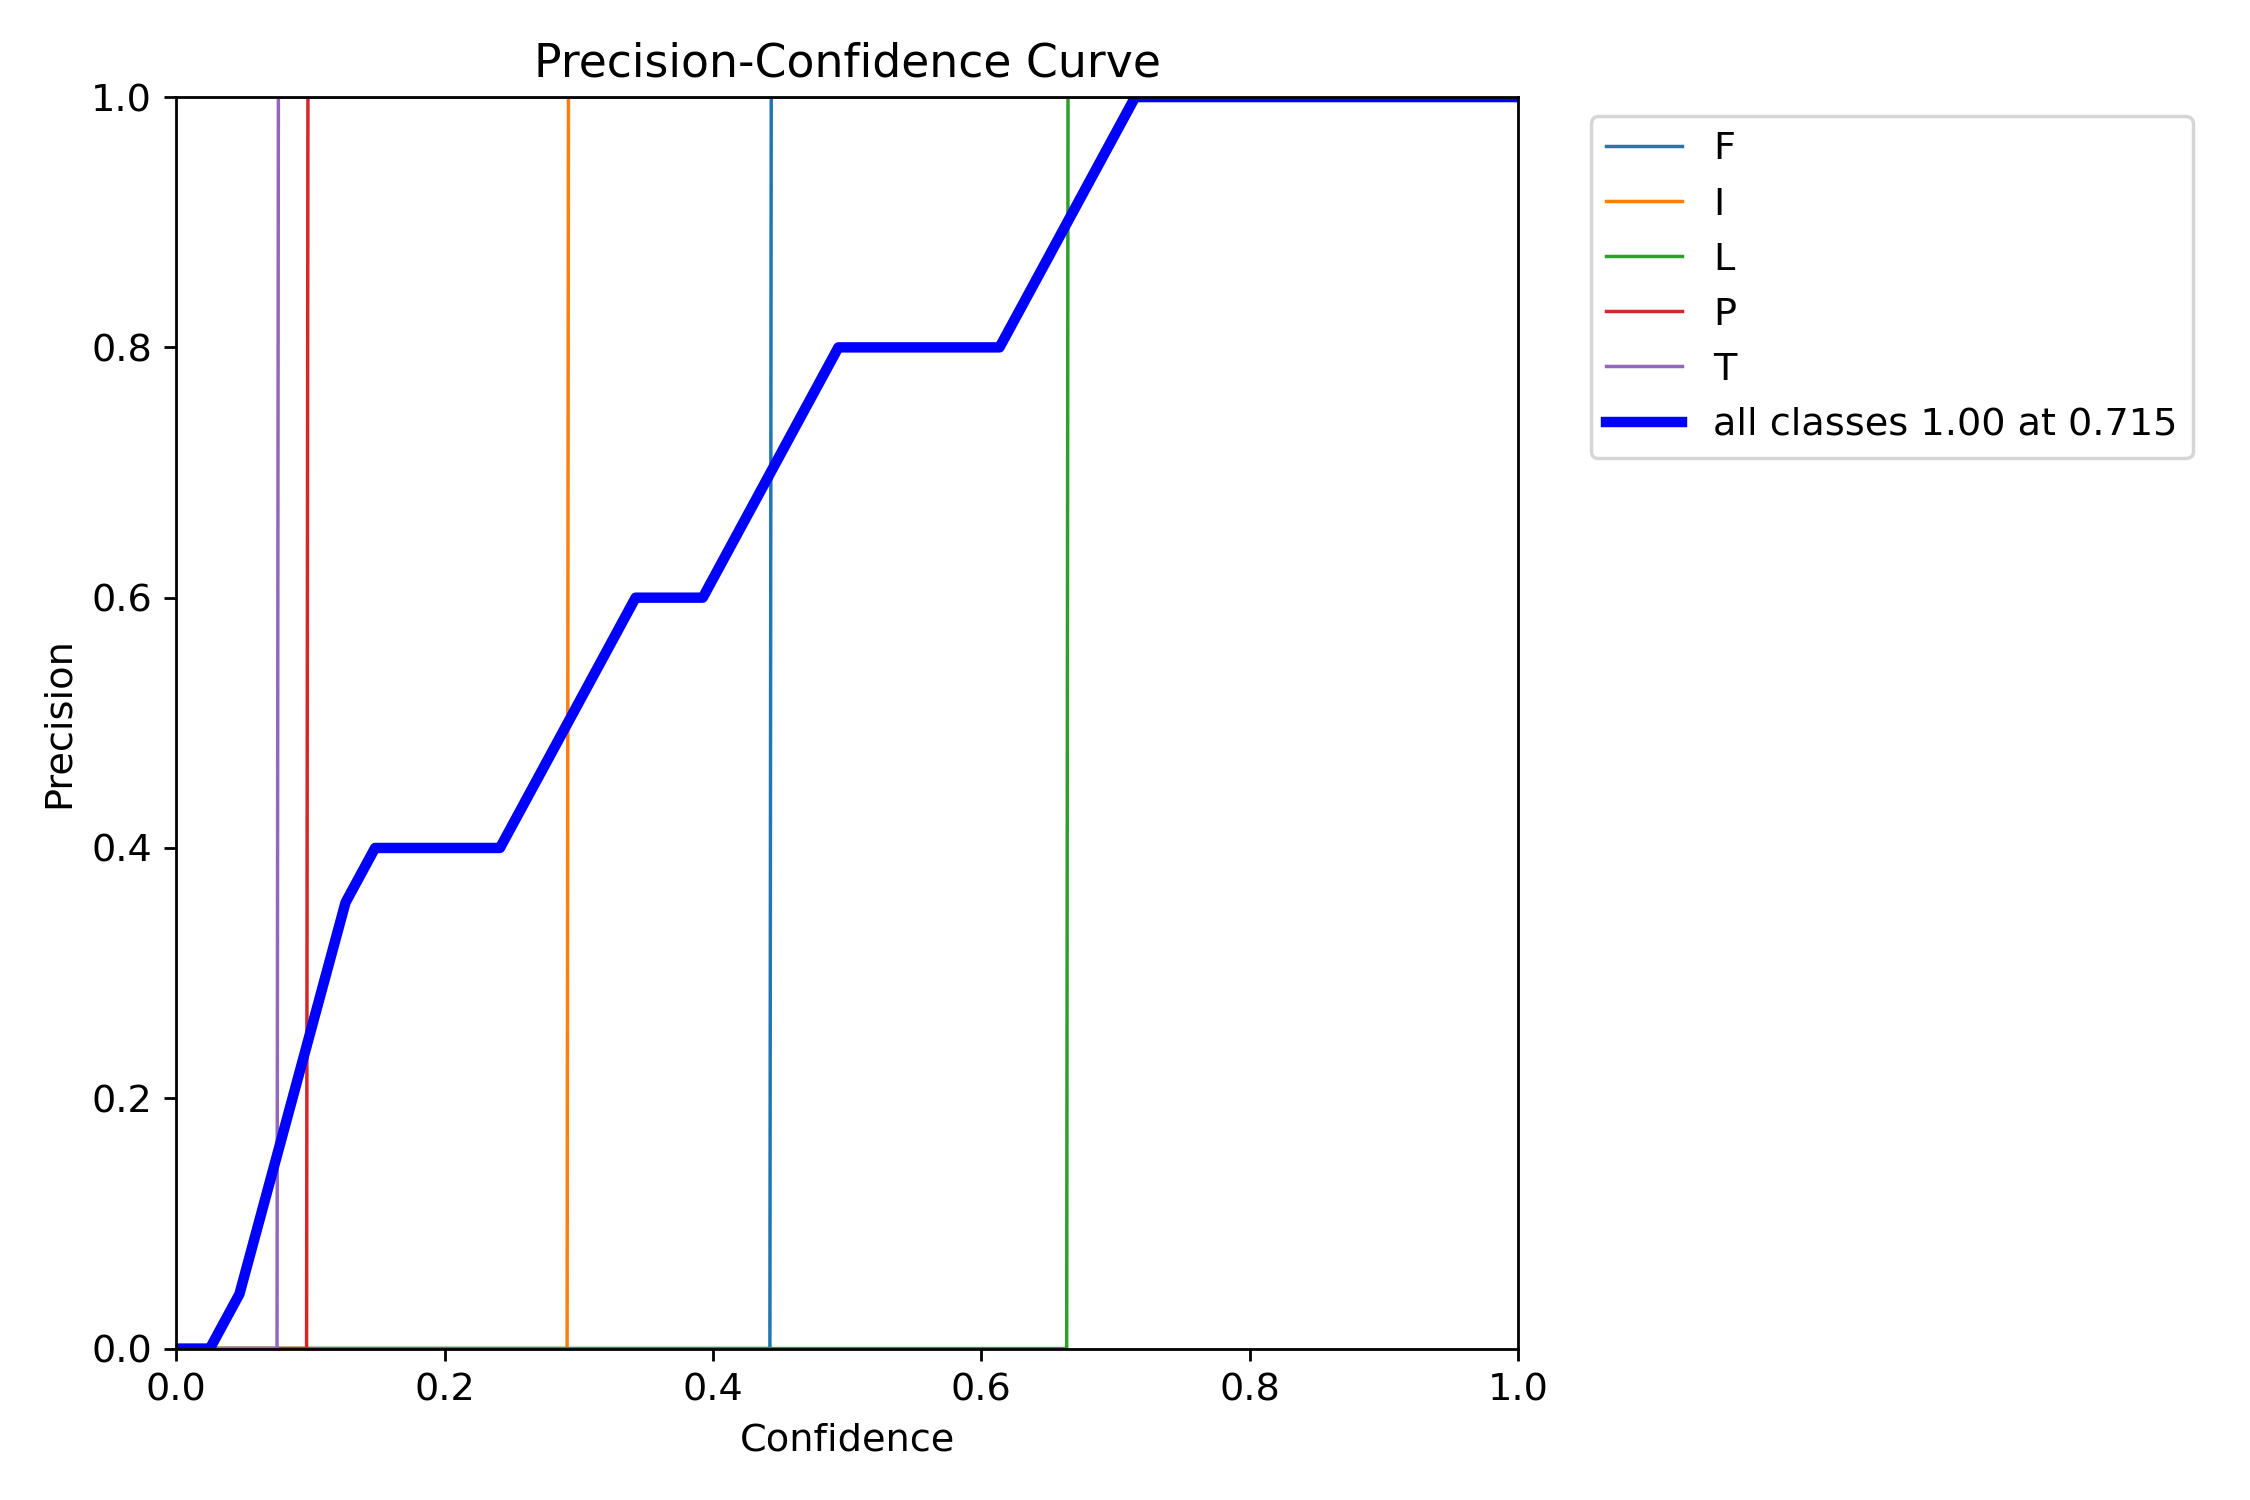 Precision-Confidence Curve
1.0
0.8
0.6
0.4
0.2
0.0
Precision
0.0 0.2 0.4 0.6 0.8 1.0
Confidence
F
I
L
P
T
all classes 1.00 at 0.715